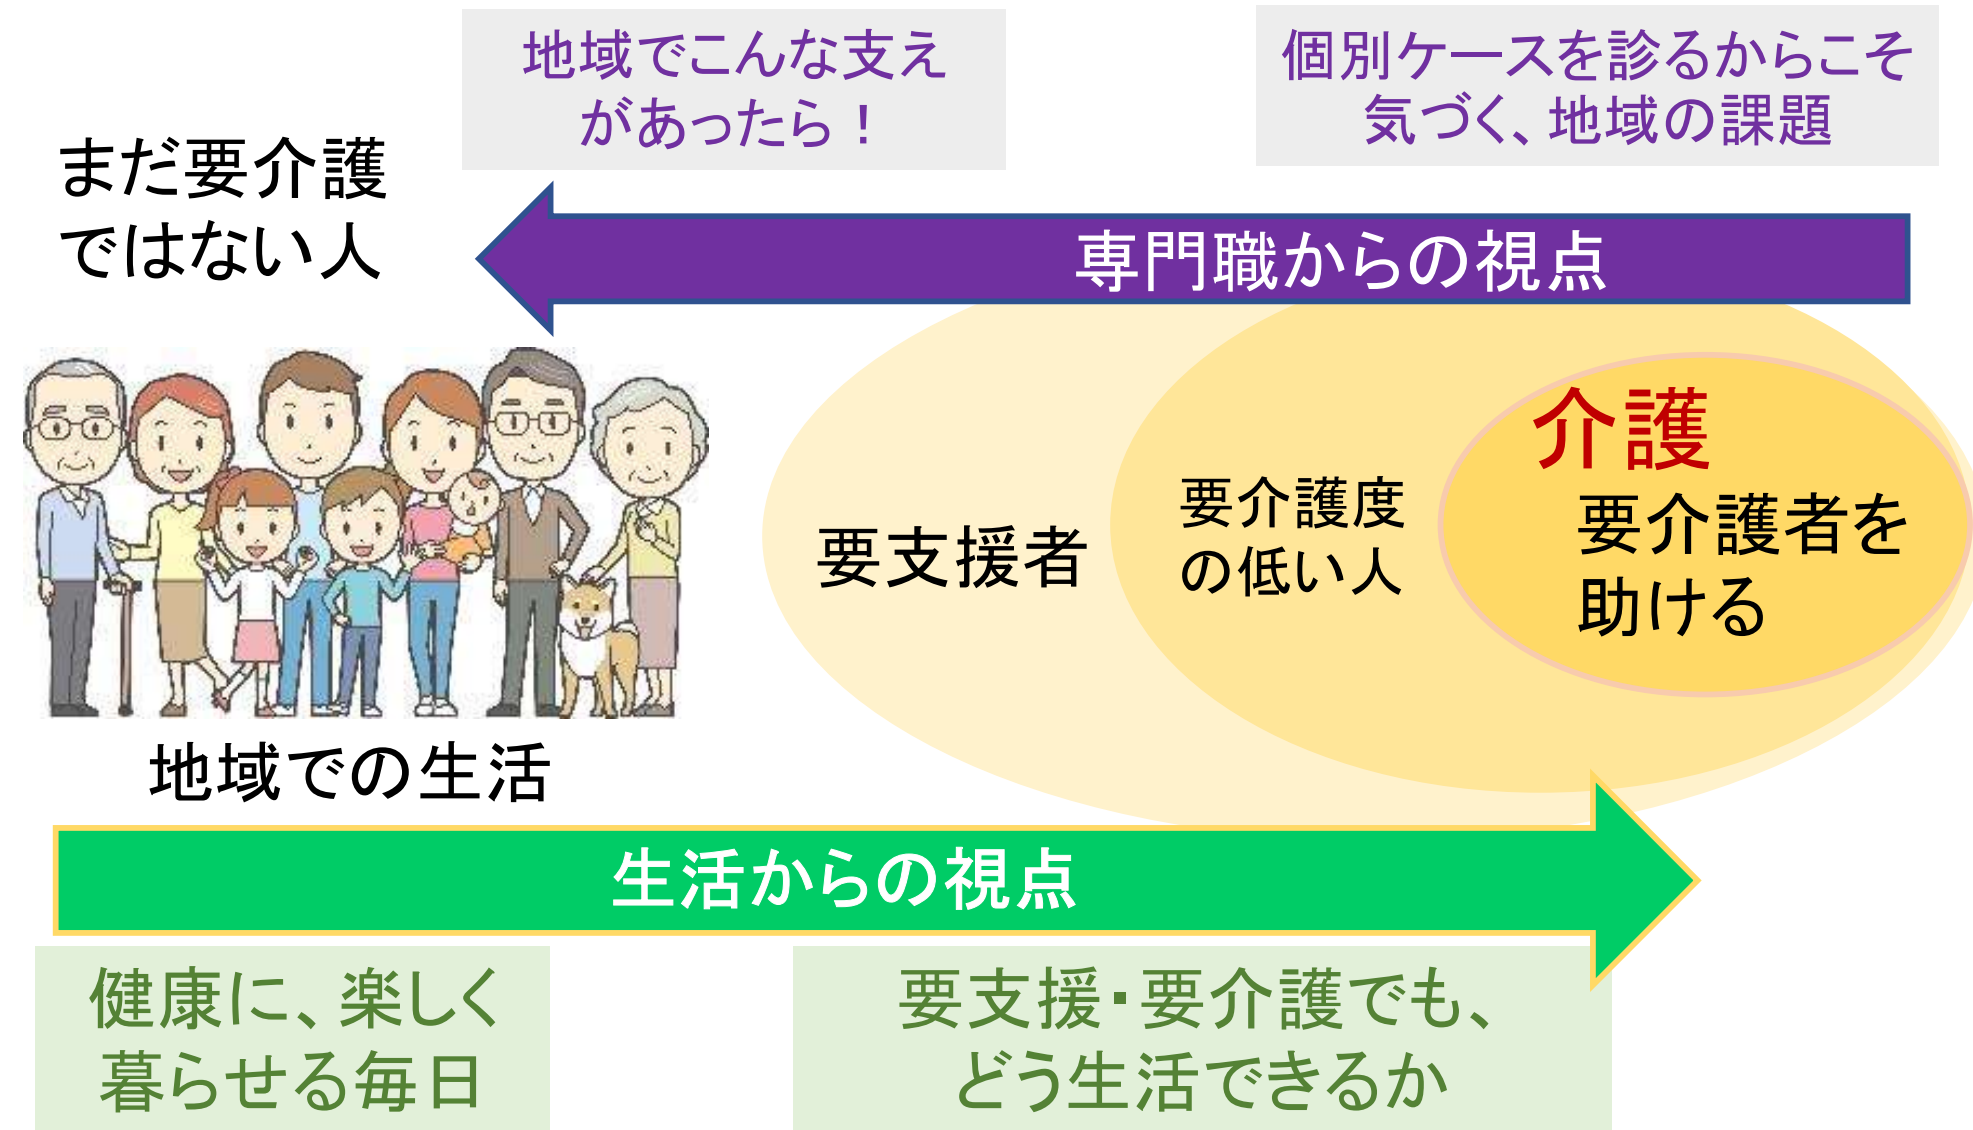 地域でこんな支え
があったら！
個別ケースを診るからこそ
気づく、地域の課題
まだ要介護
ではない人
専門職からの視点
介護
要介護者を
助ける
要介護度
の低い人
要支援者
地域での生活
生活からの視点
健康に、楽しく
暮らせる毎日
要支援・要介護でも、
どう生活できるか